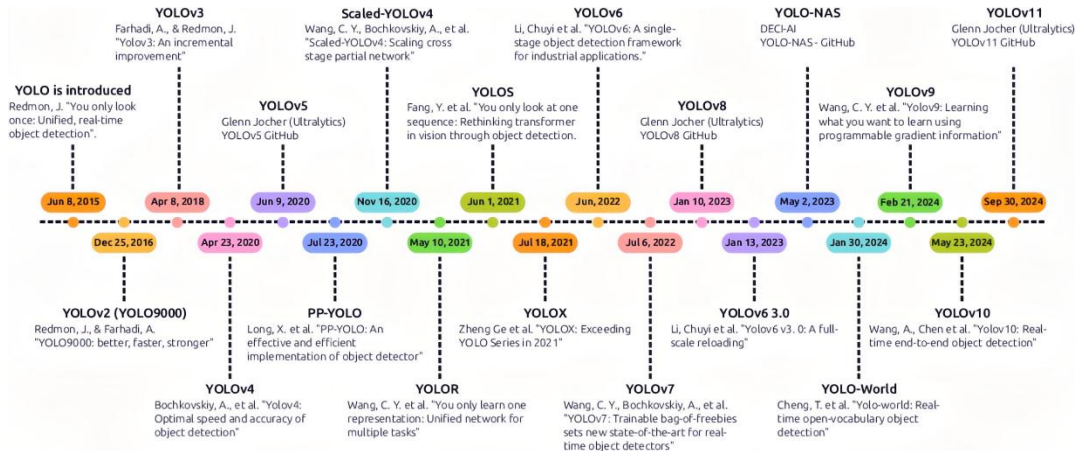 YOLO is introduced
Redmon, J. "You only look
once: Unified, real-time
object detection".
Jun 8, 2015
YOLOv2 (YOLO9000)
Redmon, J., & Farhadi, A.
"YOLO9000: better, faster, stronger"
Dec 25, 2016
YOLOv3
Farhadi, A., & Redmon, J.
"Yolov3: An incremental
improvement"
Apr 8, 2018
YOLOv4
Bochkovskiy, A., et al. "Yolov4:
Optimal speed and accuracy of
object detection"
Apr 23, 2020
YOLOv5
Glenn Jocher (Ultralytics)
YOLOv5 GitHub
Jun 9, 2020
PP-YOLO
Long, X. et al. "PP-YOLO: An
effective and efficient
implementation of object detector"
Jul 23, 2020
Scaled-YOLOv4
Wang, C. Y., Bochkovskiy, A., et al.
"Scaled-YOLOv4: Scaling cross
stage partial network"
Nov 16, 2020
YOLOR
Wang, C. Y. et al. "You only learn one
representation: Unified network for
multiple tasks"
May 10, 2021
YOLOS
Fang, Y. et al. "You only look at one
sequence: Rethinking transformer
in vision through object detection.
Jun 1, 2021
YOLOX
Zheng Ge et al. "YOLOX: Exceeding
YOLO Series in 2021"
Jul 18, 2021
YOLOv6
Li, Chuyi et al. "YOLOv6: A single-
stage object detection framework
for industrial applications."
Jun, 2022
YOLOv7
Wang, C. Y., Bochkovskiy, A., et al.
"YOLOv7: Trainable bag-of-freebies
sets new state-of-the-art for real-
time object detectors"
Jul 6, 2022
YOLOv8
Glenn Jocher (Ultralytics)
YOLOv8 GitHub
Jan 10, 2023
YOLOv6 3.0
Li, Chuyi et al. "Yolov6 v3. 0: A full-
scale reloading"
Jan 13, 2023
YOLO-NAS
DECI-AI
YOLO-NAS - GitHub
May 2, 2023
YOLO-World
Cheng, T. et al. "Yolo-world: Real-
time open-vocabulary object
detection"
Jan 30, 2024
YOLOv9
Wang, C. Y. et al. "Yolov9: Learning
what you want to learn using
programmable gradient information"
Feb 21, 2024
YOLOv10
Wang, A., Chen et al. "Yolov10: Real-
time end-to-end object detection"
May 23, 2024
YOLOv11
Glenn Jocher (Ultralytics)
YOLOv11 GitHub
Sep 30, 2024